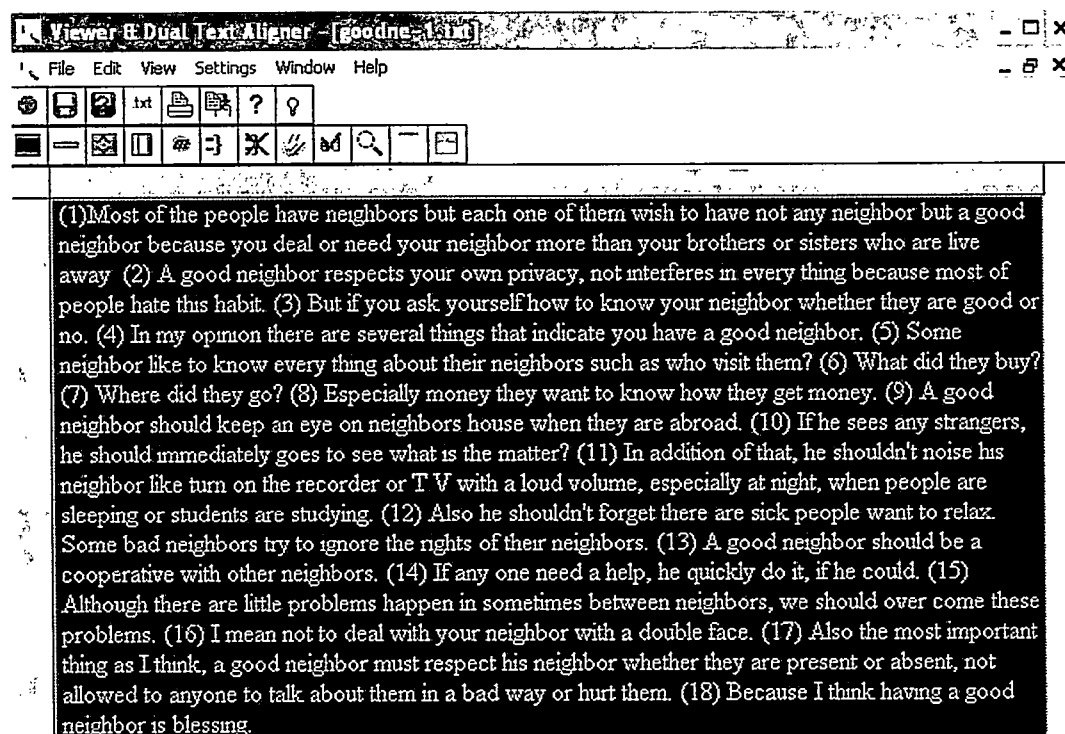 Viewer & Dual Text Aligner - [goodne~1.txt]
File Edit View Settings Window Help
.txt ?
ad
(1)Most of the people have neighbors but each one of them wish to have not any neighbor but a good
neighbor because you deal or need your neighbor more than your brothers or sisters who are live
away (2) A good neighbor respects your own privacy, not interferes in every thing because most of
people hate this habit. (3) But if you ask yourself how to know your neighbor whether they are good or
no. (4) In my opinion there are several things that indicate you have a good neighbor. (5) Some
neighbor like to know every thing about their neighbors such as who visit them? (6) What did they buy?
(7) Where did they go? (8) Especially money they want to know how they get money. (9) A good
neighbor should keep an eye on neighbors house when they are abroad. (10) If he sees any strangers,
he should immediately goes to see what is the matter? (11) In addition of that, he shouldn't noise his
neighbor like turn on the recorder or T V with a loud volume, especially at night, when people are
sleeping or students are studying. (12) Also he shouldn't forget there are sick people want to relax.
Some bad neighbors try to ignore the rights of their neighbors. (13) A good neighbor should be a
cooperative with other neighbors. (14) If any one need a help, he quickly do it, if he could. (15)
Although there are little problems happen in sometimes between neighbors, we should over come these
problems. (16) I mean not to deal with your neighbor with a double face. (17) Also the most important
thing as I think, a good neighbor must respect his neighbor whether they are present or absent, not
allowed to anyone to talk about them in a bad way or hurt them. (18) Because I think having a good
neighbor is blessing.